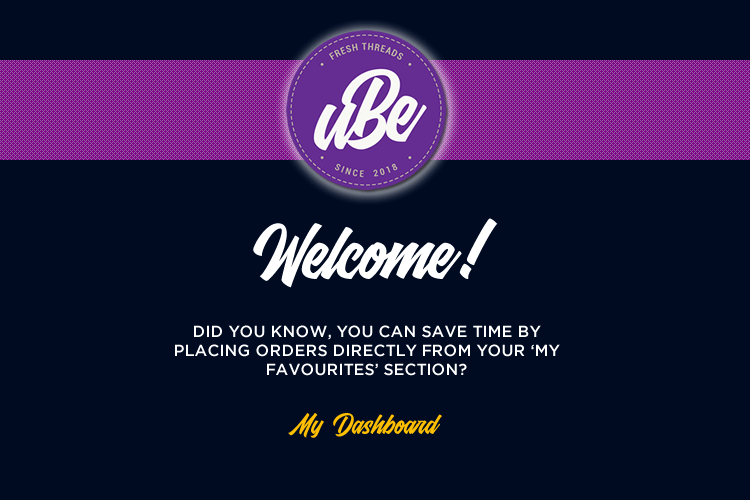 FRESH THREADS
uBe
SINCE 2018
Welcome!
DID YOU KNOW, YOU CAN SAVE TIME BY
PLACING ORDERS DIRECTLY FROM YOUR ‘MY
FAVOURITES’ SECTION?
My Dashboard